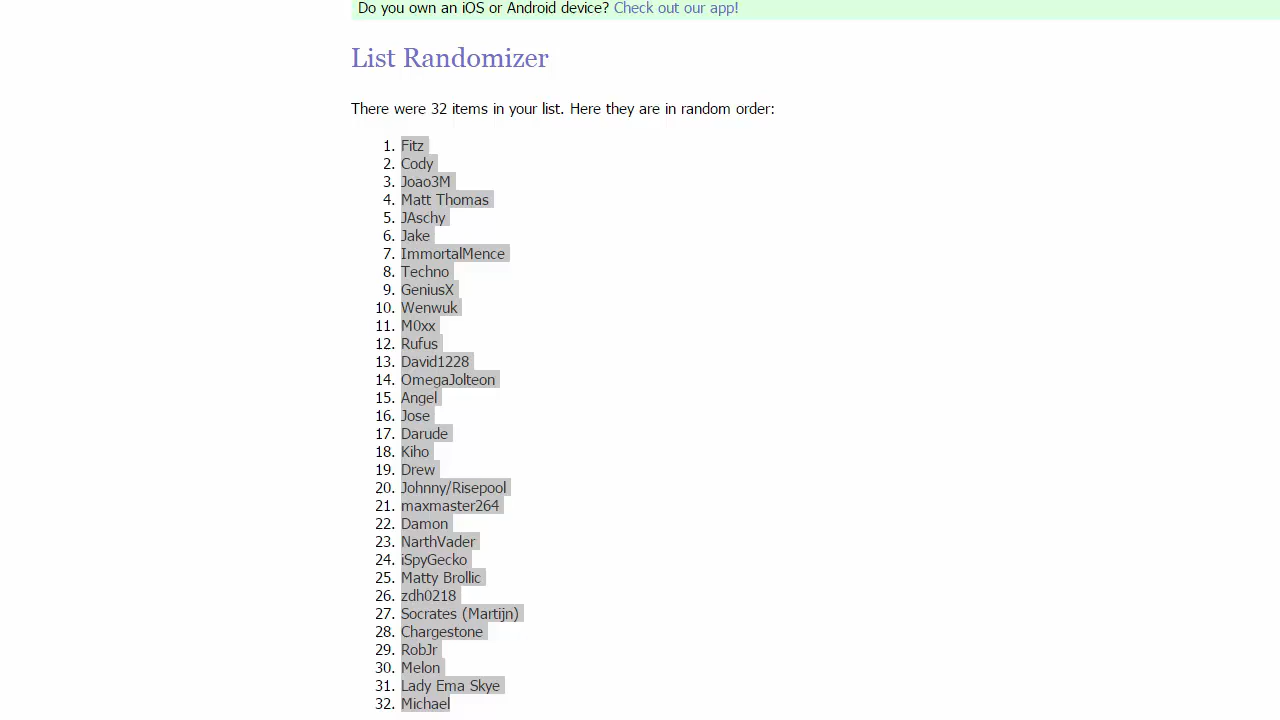 Do you own an iOS or Android device? Check out our app!
List Randomizer
There were 32 items in your list. Here they are in random order:
1. Fitz
2. Cody
3. Joao3M
4. Matt Thomas
5. JAschy
6. Jake
7. ImmortalMence
8. Techno
9. GeniusX
10. Wenwuk
11. M0xx
12. Rufus
13. David1228
14. OmegaJolteon
15. Angel
16. Jose
17. Darude
18. Kiho
19. Drew
20. Johnny/Risepool
21. maxmaster264
22. Damon
23. NarthVader
24. iSpyGecko
25. Matty Brollic
26. zdh0218
27. Socrates (Martijn)
28. Chargestone
29. RobJr
30. Melon
31. Lady Ema Skye
32. Michael